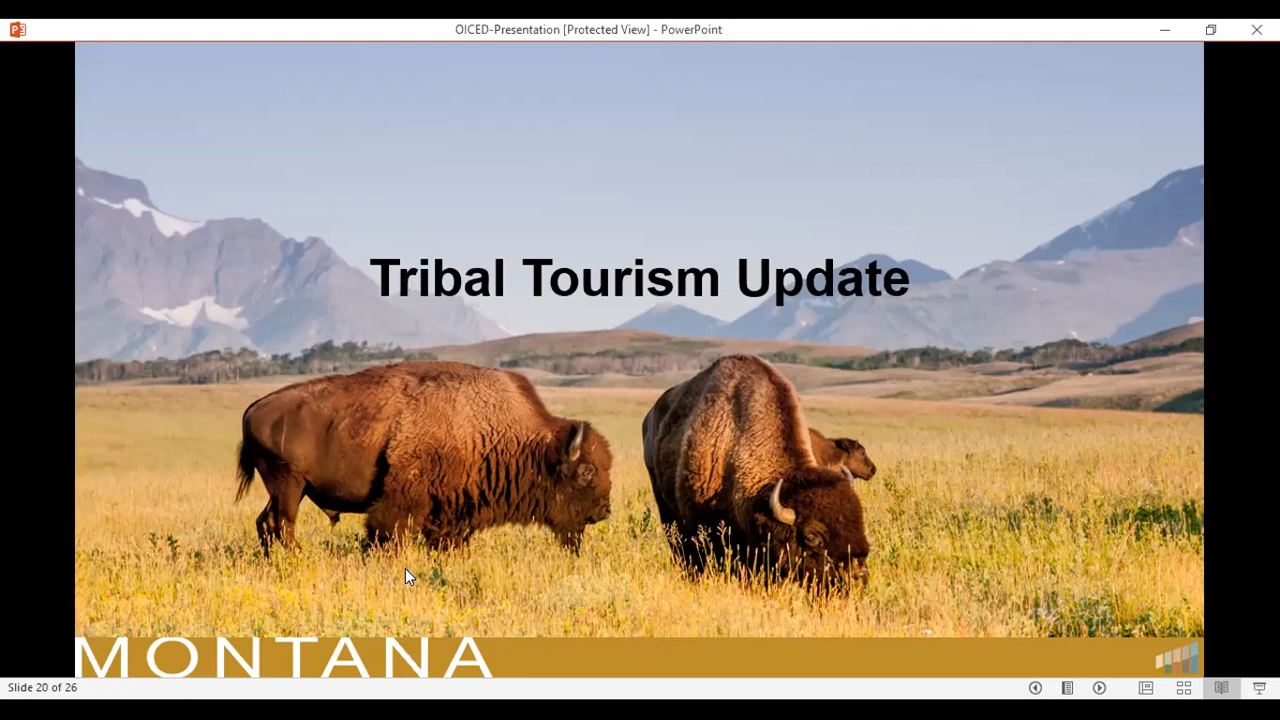 OICED-Presentation [Protected View] - PowerPoint
Tribal Tourism Update
MONTANA
Slide 20 of 26